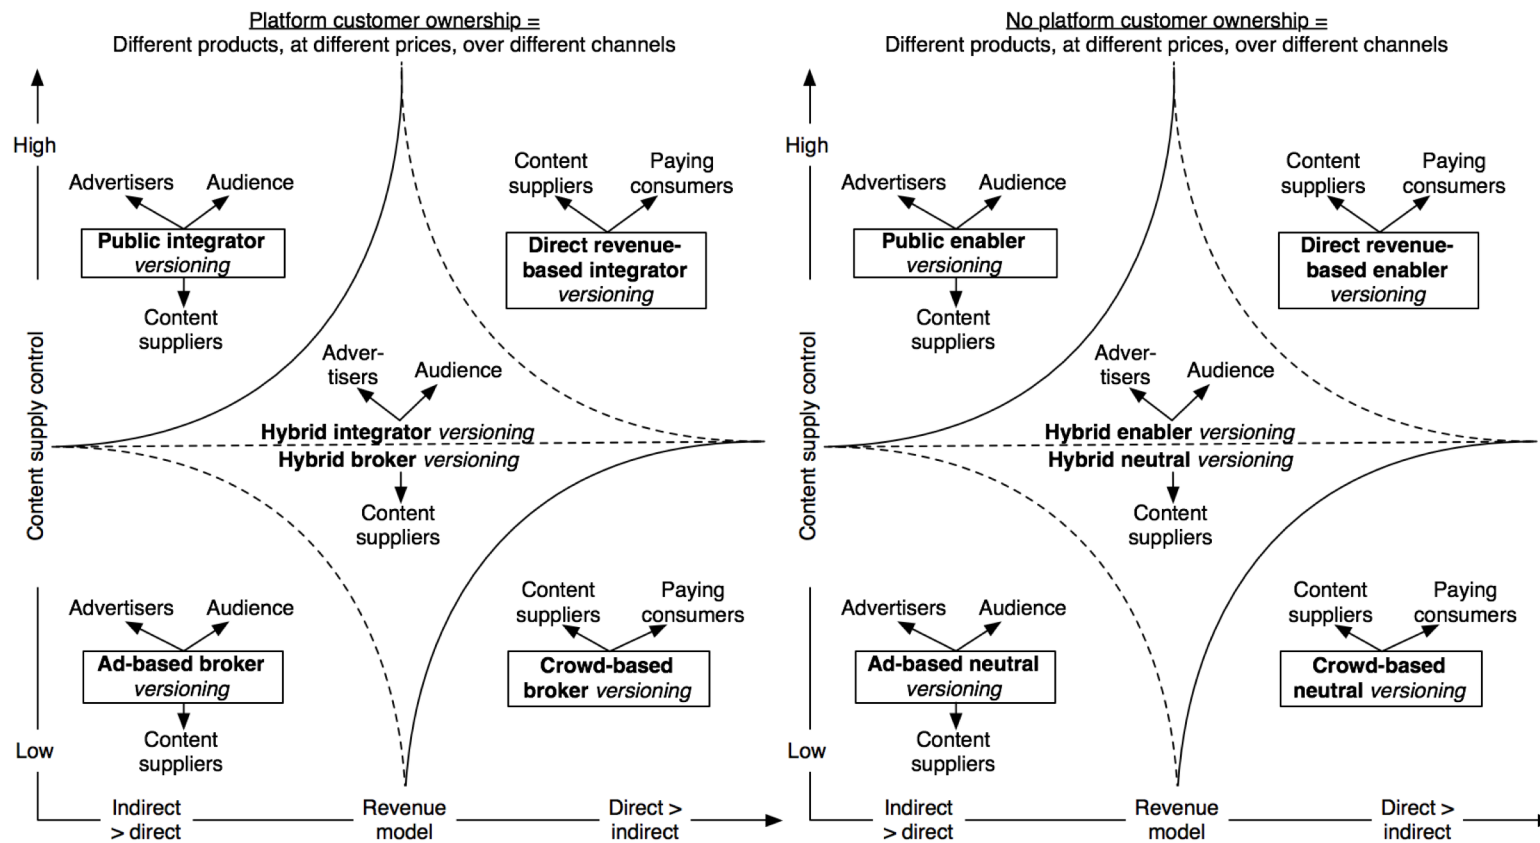 Platform customer ownership =
Different products, at different prices, over different channels
High
Advertisers
Audience
Public integrator
versioning
Content
suppliers
Content
suppliers
Paying
consumers
Direct revenue-
based integrator
versioning
Content supply control
Adver-
tisers
Audience
Hybrid integrator versioning
Hybrid broker versioning
Content
suppliers
Advertisers
Audience
Ad-based broker
versioning
Content
suppliers
Content
suppliers
Paying
consumers
Crowd-based
broker versioning
Low
Indirect
> direct
Revenue
model
Direct >
indirect
No platform customer ownership =
Different products, at different prices, over different channels
High
Advertisers
Audience
Public enabler
versioning
Content
suppliers
Content
suppliers
Paying
consumers
Direct revenue-
based enabler
versioning
Content supply control
Adver-
tisers
Audience
Hybrid enabler versioning
Hybrid neutral versioning
Content
suppliers
Advertisers
Audience
Ad-based neutral
versioning
Content
suppliers
Content
suppliers
Paying
consumers
Crowd-based
neutral versioning
Low
Indirect
> direct
Revenue
model
Direct >
indirect